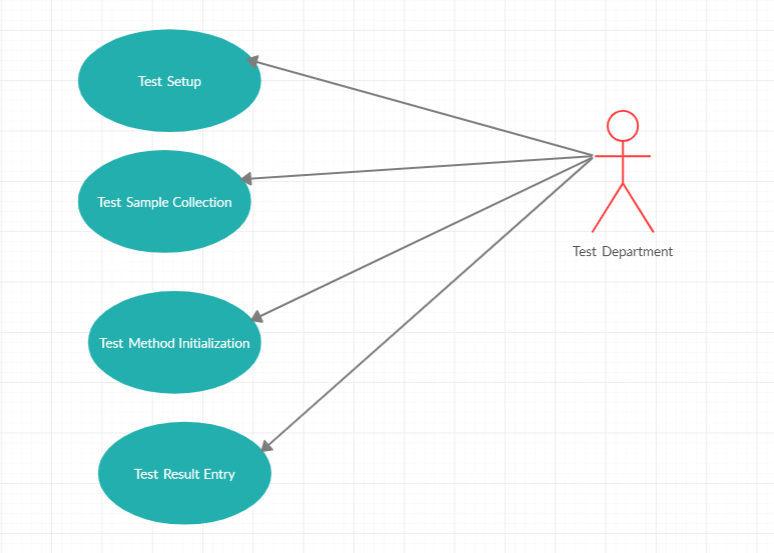 Test Setup
Test Sample Collection
Test Department
Test Method Initialization
Test Result Entry